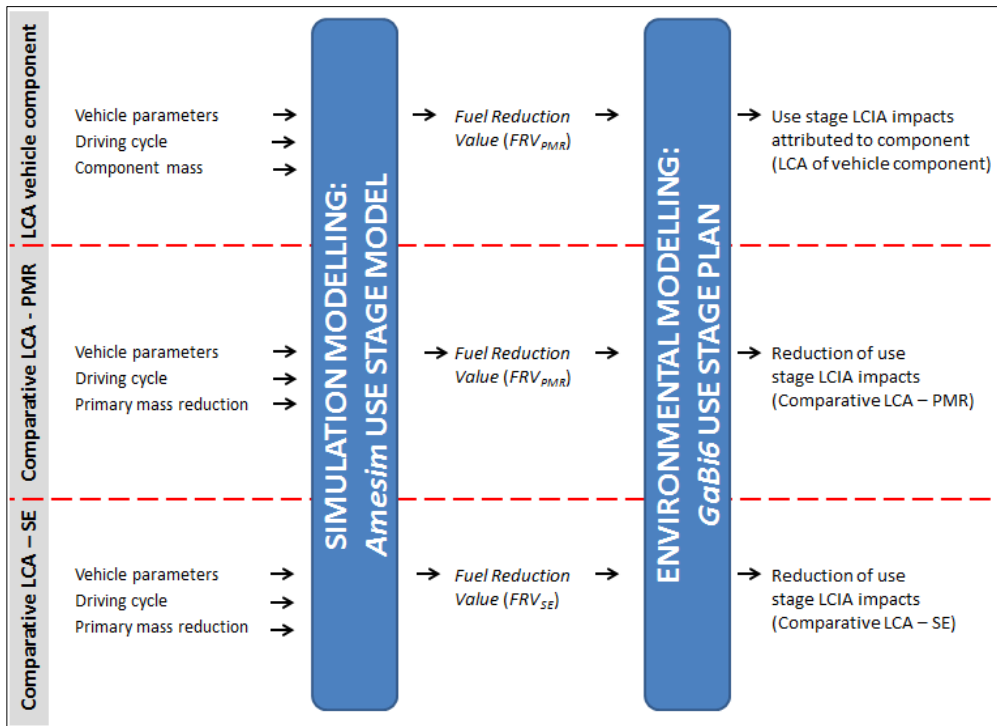 LCA vehicle component
Vehicle parameters
Driving cycle
Component mass
Fuel Reduction
Value (FRVPMR)
Use stage LCIA impacts
attributed to component
(LCA of vehicle component)
SIMULATION MODELLING:
Amesim USE STAGE MODEL
ENVIRONMENTAL MODELLING:
GaBi6 USE STAGE PLAN
Comparative LCA - PMR
Vehicle parameters
Driving cycle
Primary mass reduction
Fuel Reduction
Value (FRVPMR)
Reduction of use
stage LCIA impacts
(Comparative LCA – PMR)
Comparative LCA – SE
Vehicle parameters
Driving cycle
Primary mass reduction
Fuel Reduction
Value (FRVSE)
Reduction of use
stage LCIA impacts
(Comparative LCA – SE)